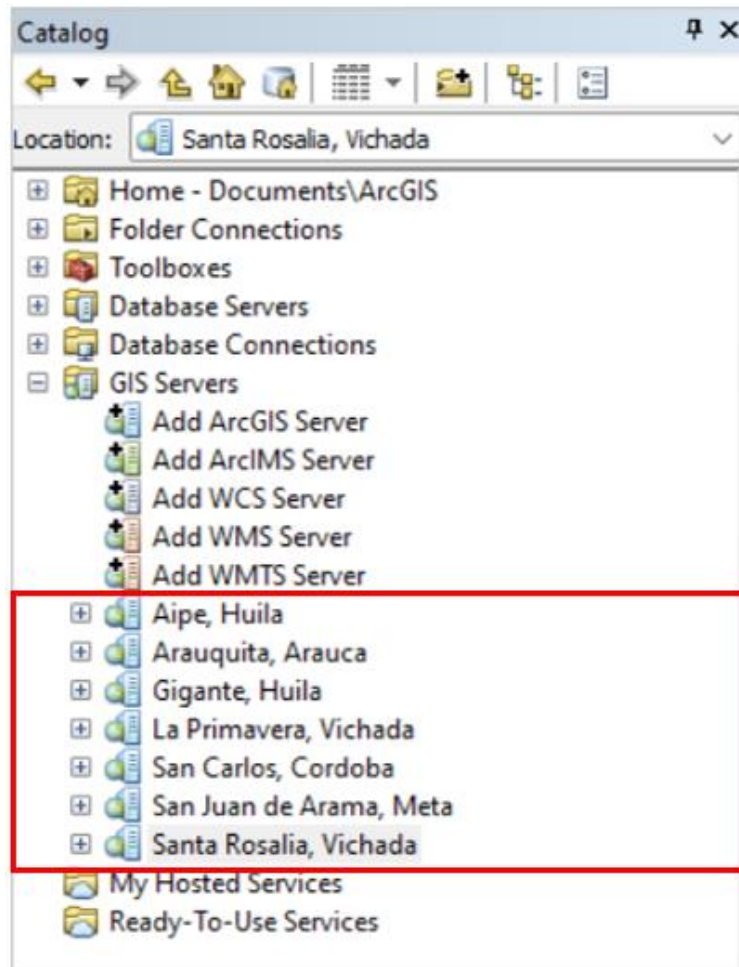 Catalog
Location: Santa Rosalia, Vichada
Home - Documents\ArcGIS
Folder Connections
Toolboxes
Database Servers
Database Connections
GIS Servers
Add ArcGIS Server
Add ArcIMS Server
Add WCS Server
Add WMS Server
Add WMTS Server
Aipe, Huila
Arauquita, Arauca
Gigante, Huila
La Primavera, Vichada
San Carlos, Cordoba
San Juan de Arama, Meta
Santa Rosalia, Vichada
My Hosted Services
Ready-To-Use Services